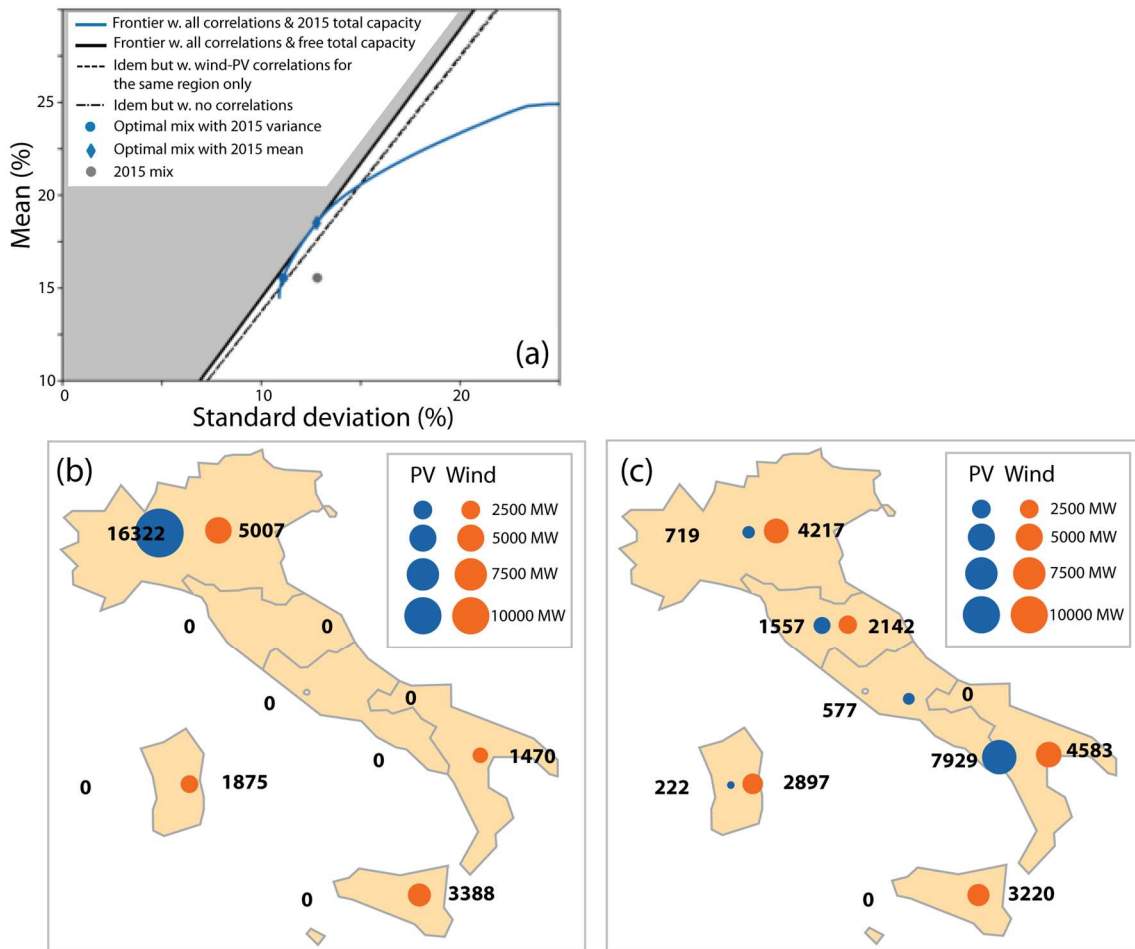 Frontier w. all correlations & 2015 total capacity
Frontier w. all correlations & free total capacity
Idem but w. wind-PV correlations for
the same region only
Idem but w. no correlations
Optimal mix with 2015 variance
Optimal mix with 2015 mean
2015 mix
Mean (%)
25
20
15
10
(a)
0
10
20
Standard deviation (%)
(b)
PV Wind
2500 MW
5000 MW
7500 MW
10000 MW
16322
5007
0
0
0
0
0
1470
0
1875
0
3388
(c)
PV Wind
2500 MW
5000 MW
7500 MW
10000 MW
719
4217
1557
2142
577
0
7929
4583
222
2897
0
3220